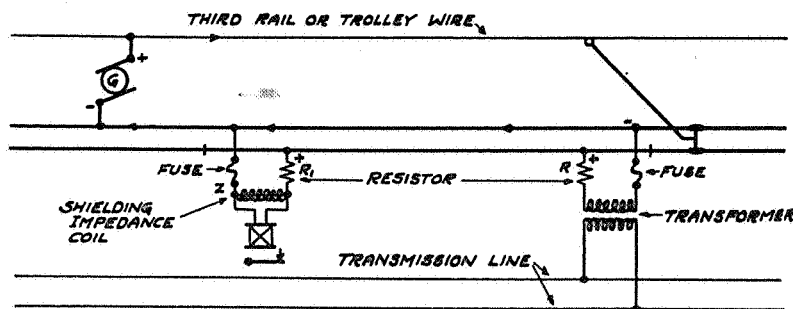 THIRD RAIL OR TROLLEY WIRE
+
G
-
-
+
+
FUSE
R1
RESISTOR
R
FUSE
Z
SHIELDING
IMPEDANCE
COIL
TRANSFORMER
TRANSMISSION LINE